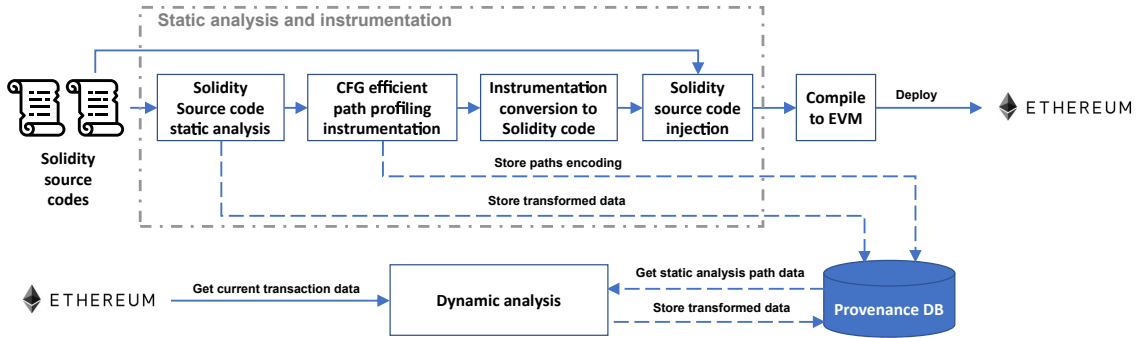 Static analysis and instrumentation
Solidity
source
codes
Solidity
Source code
static analysis
CFG efficient
path profiling
instrumentation
Instrumentation
conversion to
Solidity code
Solidity
source code
injection
Compile
to EVM
Deploy
ETHEREUM
Store paths encoding
Store transformed data
ETHEREUM
Get current transaction data
Dynamic analysis
Get static analysis path data
Store transformed data
Provenance DB